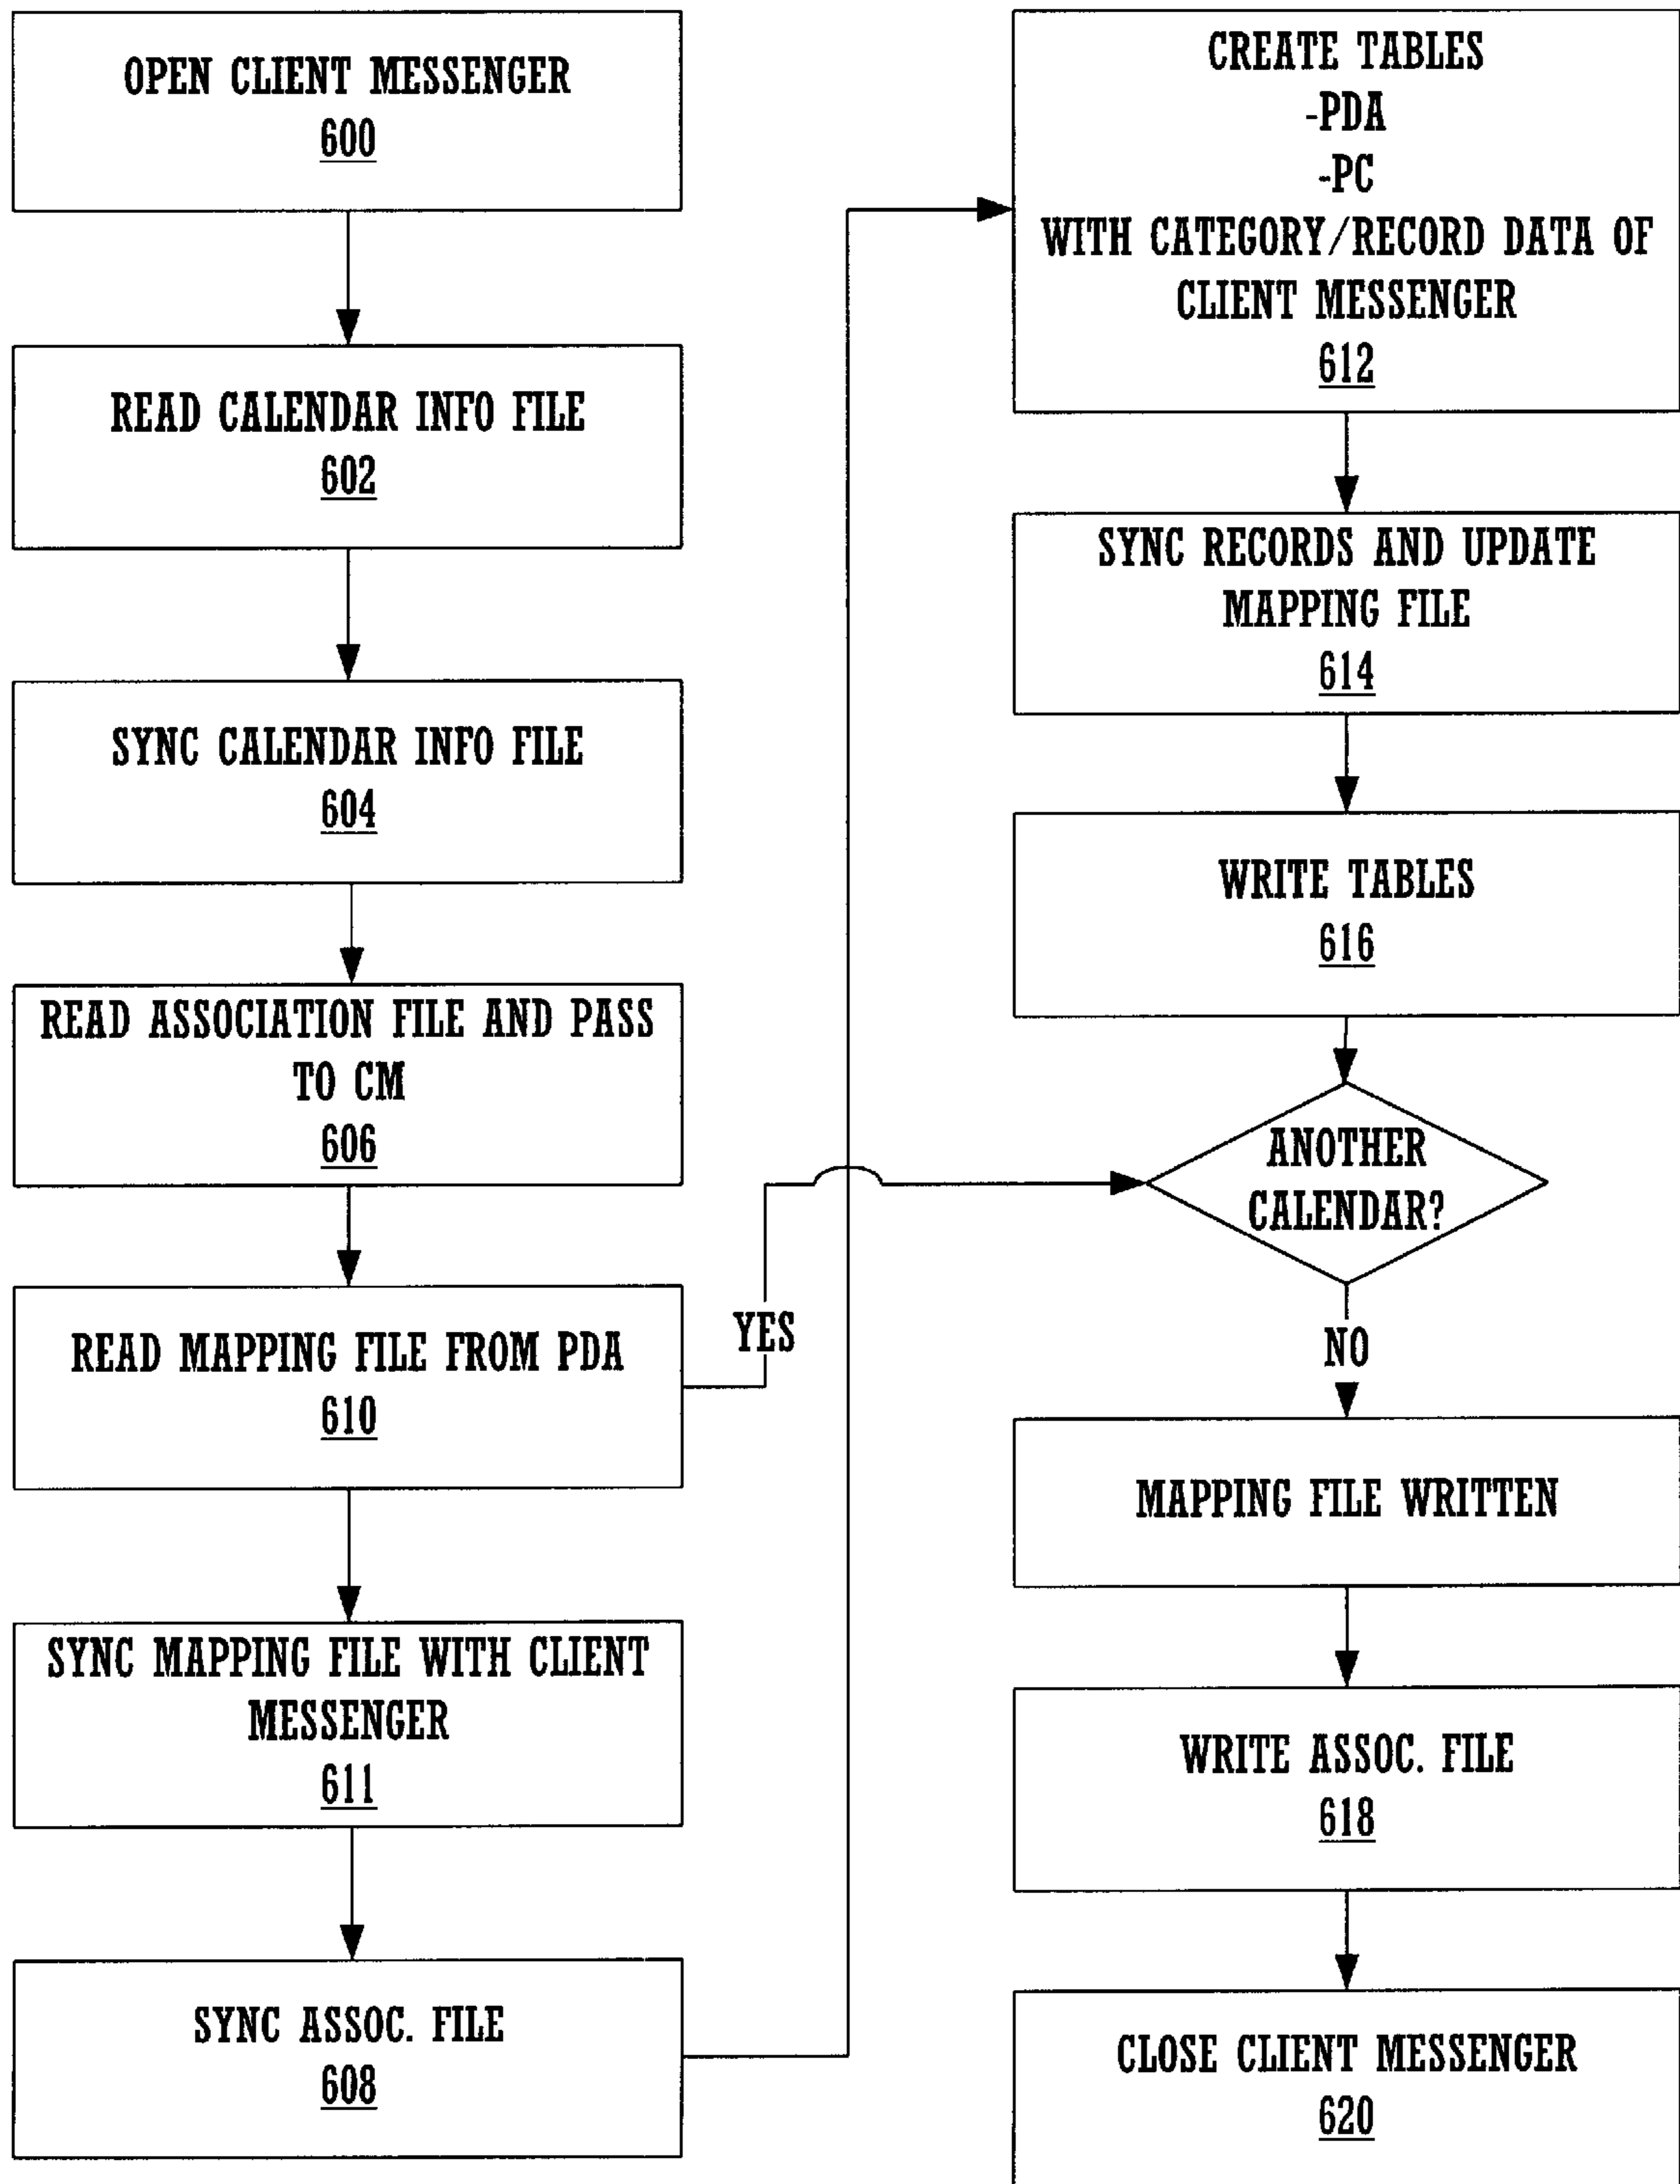 OPEN CLIENT MESSENGER
600
READ CALENDAR INFO FILE
602
SYNC CALENDAR INFO FILE
604
READ ASSOCIATION FILE AND PASS
TO CM
606
READ MAPPING FILE FROM PDA
610
YES
SYNC MAPPING FILE WITH CLIENT
MESSENGER
611
SYNC ASSOC. FILE
608
CREATE TABLES
-PDA
-PC
WITH CATEGORY/RECORD DATA OF
CLIENT MESSENGER
612
SYNC RECORDS AND UPDATE
MAPPING FILE
614
WRITE TABLES
616
ANOTHER
CALENDAR?
NO
MAPPING FILE WRITTEN
WRITE ASSOC. FILE
618
CLOSE CLIENT MESSENGER
620